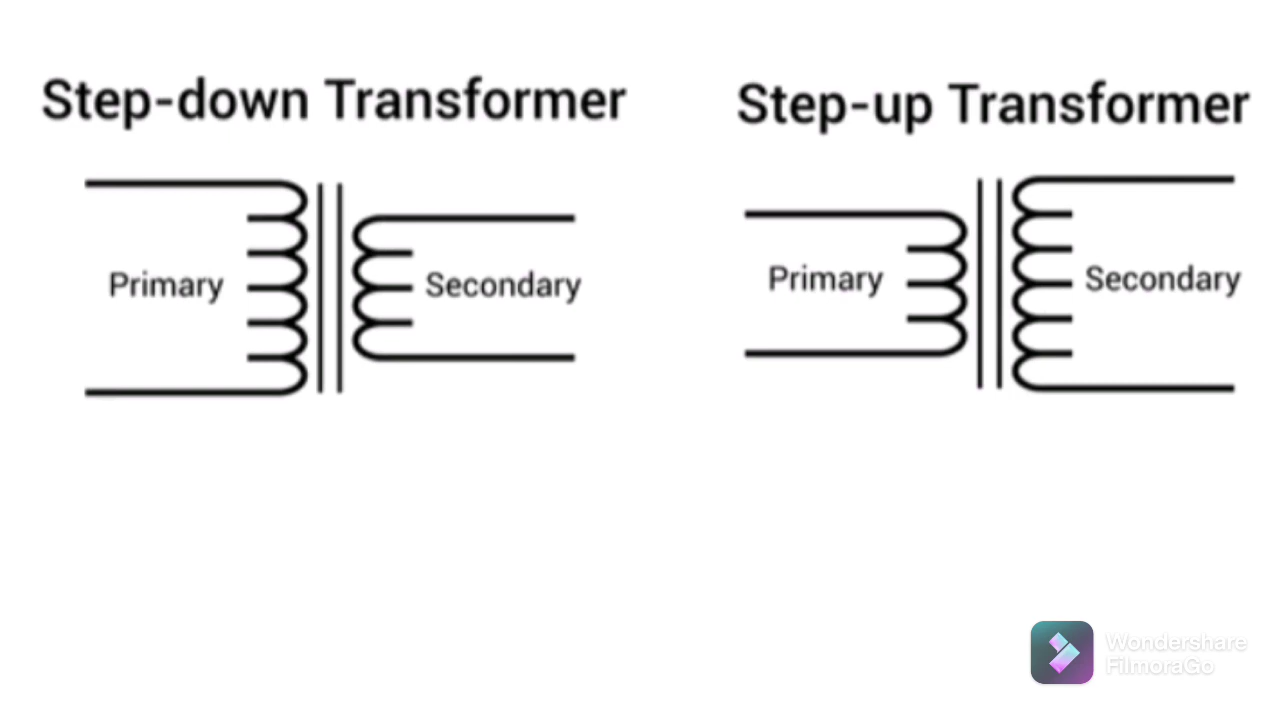 Step-down Transformer
Step-up Transformer
Primary
Secondary
Primary
Secondary
Wondershare
FilmoraGo